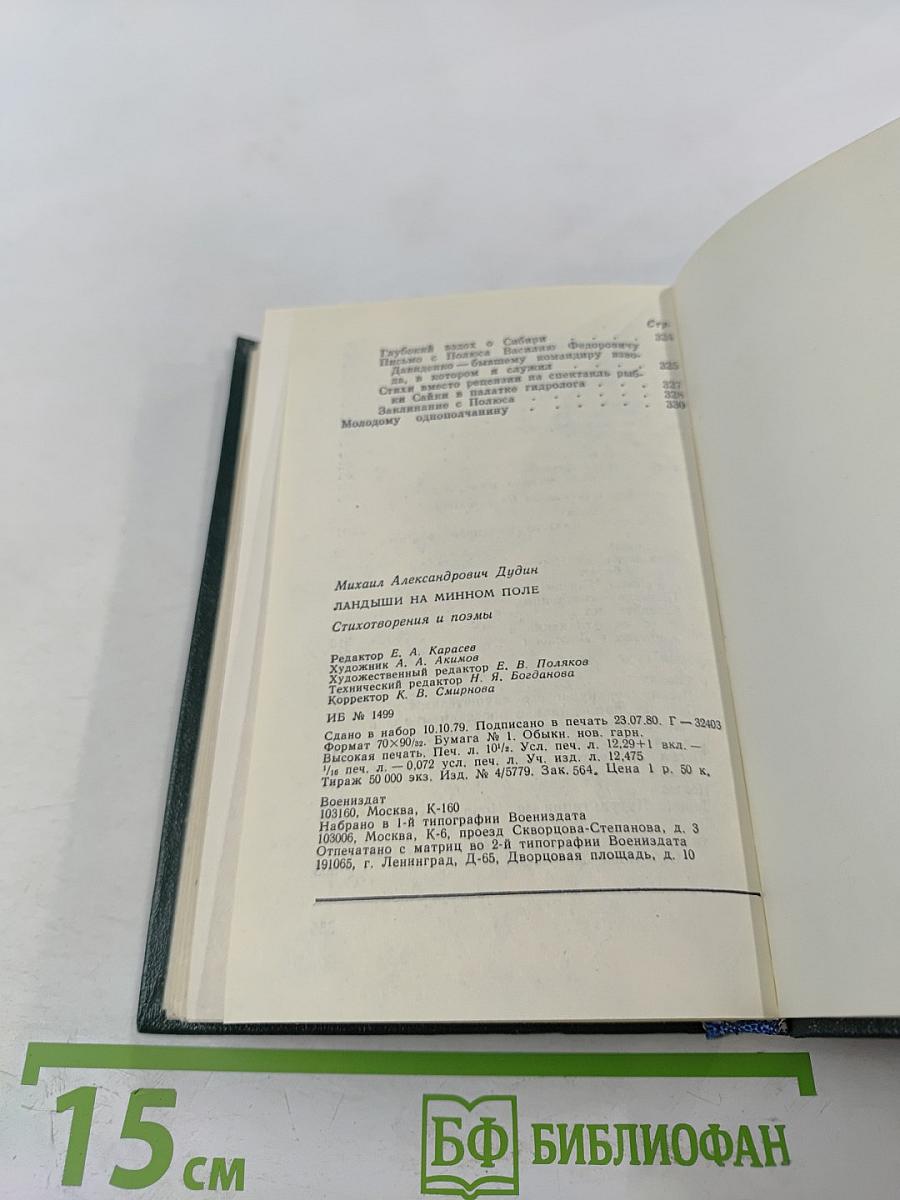 Стр.
Глубокий вздох о Сибири . . . . 324
Письмо с Полюса Василию Федоровичу
Давиденко — бывшему командиру взво-
да, в котором я служил . . . . 325
Стихи вместо рецензии на спектакль рыб-
ки Сайки в палатке гидролога . . . 327
Заклинание с Полюса . . . . . . 328
Молодому однополчанину . . . . . . 330
Михаил Александрович Дудин
ЛАНДЫШИ НА МИННОМ ПОЛЕ
Стихотворения и поэмы
Редактор Е. А. Карасев
Художник А. А. Акимов
Художественный редактор Е. В. Поляков
Технический редактор Н. Я. Богданова
Корректор К. В. Смирнова
ИБ № 1499
Сдано в набор 10.10.79. Подписано в печать 23.07.80. Г — 32403
Формат 70×90/32. Бумага № 1. Обыкн. нов. гарн.
Высокая печать. Печ. л. 10¹/₂. Усл. печ. л. 12,29+1 вкл. —
¹/₁₆ печ. л. — 0,072 усл. печ. л. Уч. изд. л. 12,475
Тираж 50 000 экз. Изд. № 4/5779. Зак. 564. Цена 1 р. 50 к.
Воениздат
103160, Москва, К-160
Набрано в 1-й типографии Воениздата
103006, Москва, К-6, проезд Скворцова-Степанова, д. 3
Отпечатано с матриц во 2-й типографии Воениздата
191065, г. Ленинград, Д-65, Дворцовая площадь, д. 10
15 см
БФ БИБЛИОФАН